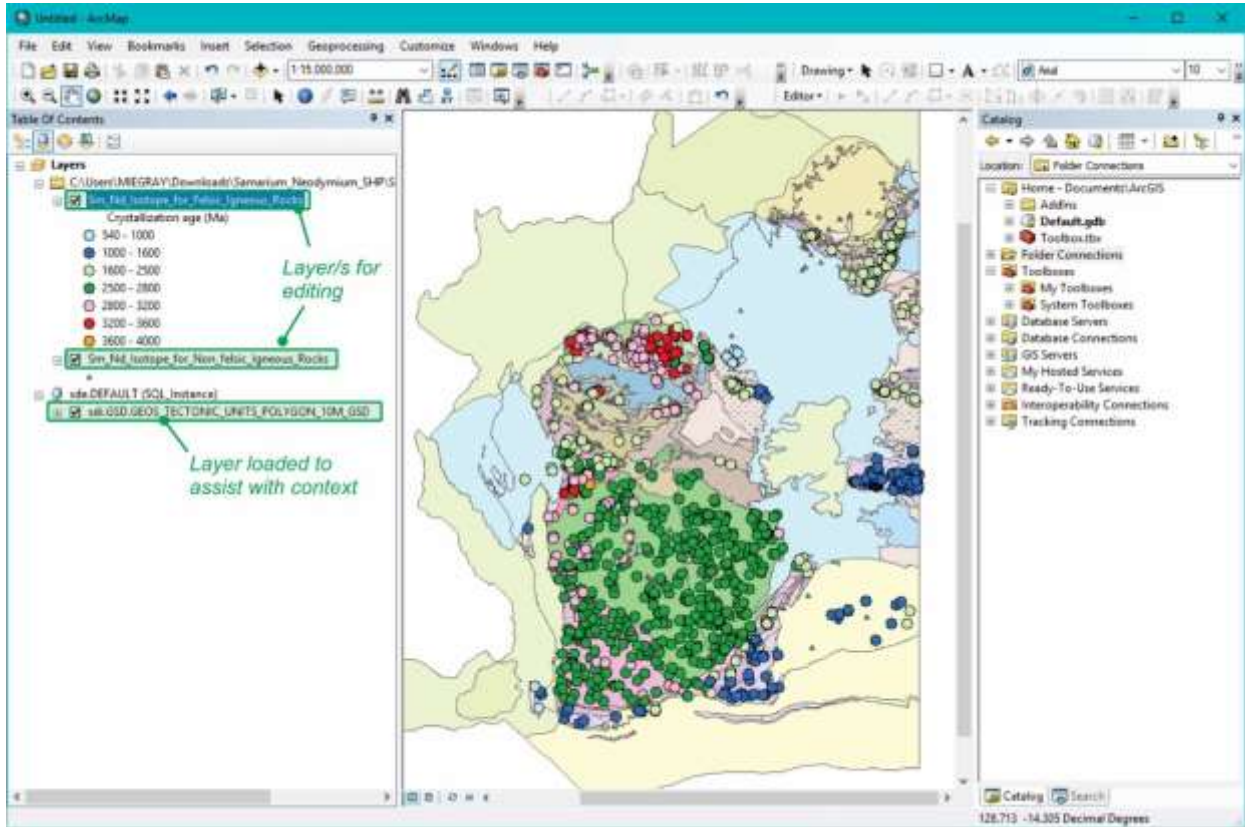 Untitled - ArcMap
File Edit View Bookmarks Insert Selection Geoprocessing Customize Windows Help
1:15,000,000
Drawing
A
Arial
10
Editor
Table Of Contents
Layers
C:\Users\MIEGRAY\Downloads\Samarium_Neodymium_SHP\S
Sm_Nd_Isotope_for_Felsic_Igneous_Rocks
Crystallization age (Ma)
540 - 1000
1000 - 1600
1600 - 2500
2500 - 2800
2800 - 3200
3200 - 3600
3600 - 4000
Layer/s for
editing
Sm_Nd_Isotope_for_Non_felsic_Igneous_Rocks
sde.DEFAULT (SQL_Instance)
GSD.GEOS_TECTONIC_UNITS_POLYGON_10M_GSD
Layer loaded to
assist with context
Catalog
Location: Folder Connections
Home - Documents\ArcGIS
AddIns
Default.gdb
Toolbox.tbx
Folder Connections
Toolboxes
My Toolboxes
System Toolboxes
Database Servers
Database Connections
GIS Servers
My Hosted Services
Ready-To-Use Services
Interoperability Connections
Tracking Connections
Catalog Search
128.713 -14.305 Decimal Degrees